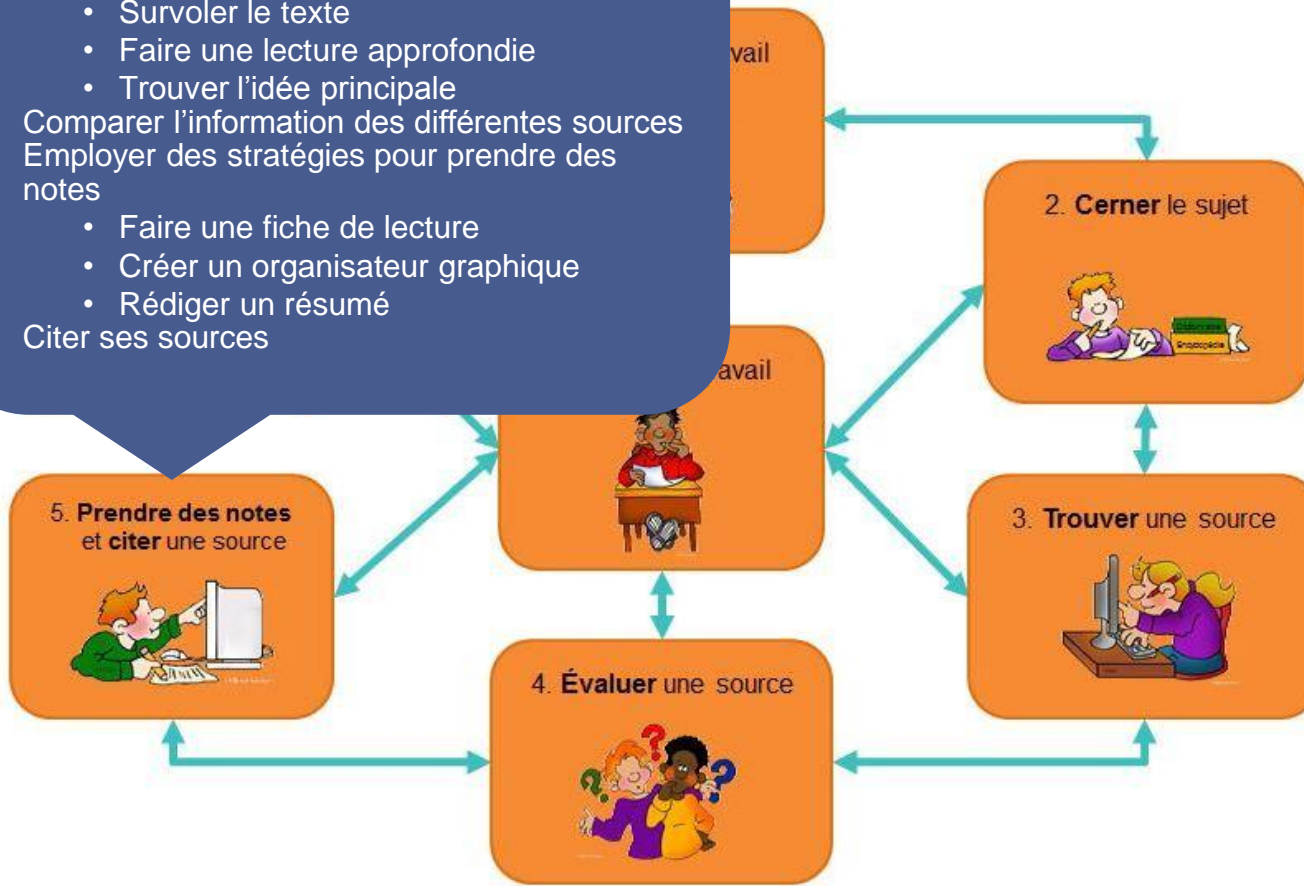 • Survoler le texte
• Faire une lecture approfondie
• Trouver l’idée principale
Comparer l’information des différentes sources
Employer des stratégies pour prendre des
notes
• Faire une fiche de lecture
• Créer un organisateur graphique
• Rédiger un résumé
Citer ses sources
vail
2. Cerner le sujet
Encyclopédie
avail
5. Prendre des notes
et citer une source
3. Trouver une source
4. Évaluer une source